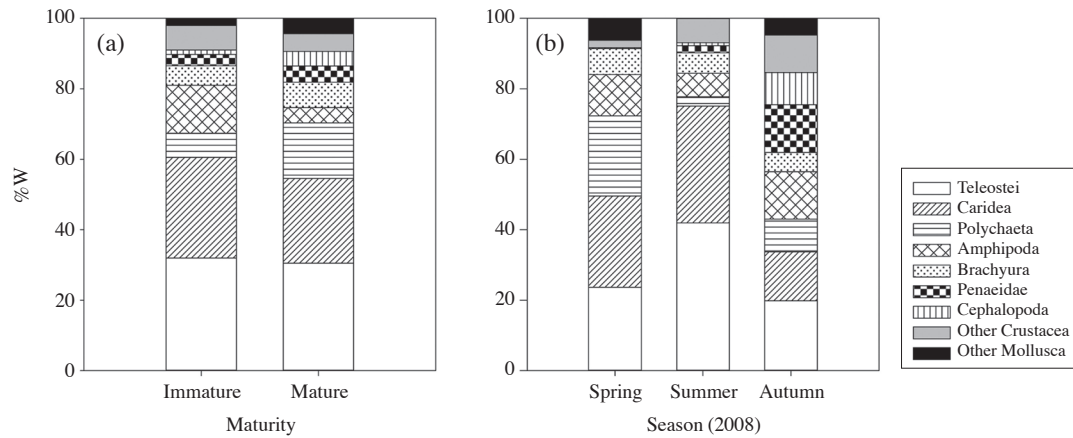 100
80
60
40
20
0
%W
(a)
Immature
Mature
Maturity
100
80
60
40
20
0
(b)
Spring
Summer
Autumn
Season (2008)
Teleostei
Caridea
Polychaeta
Amphipoda
Brachyura
Penaeidae
Cephalopoda
Other Crustacea
Other Mollusca